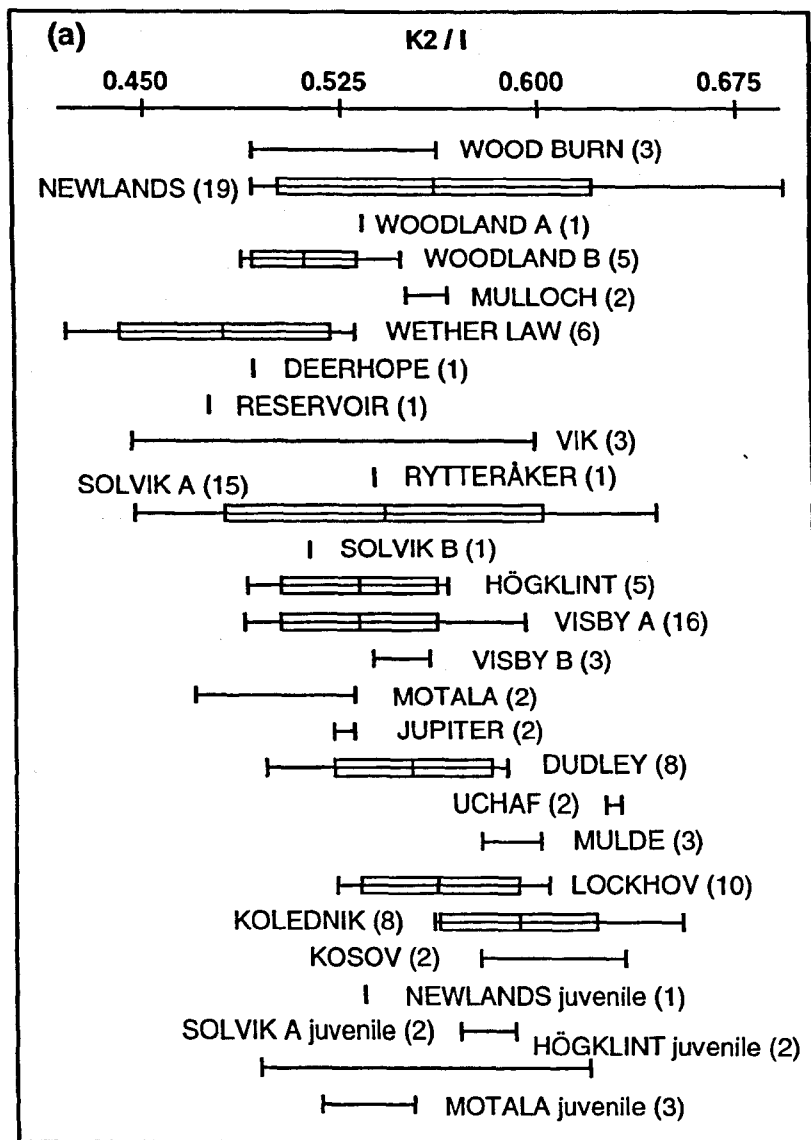 (a)
K2 / I
0.450 0.525 0.600 0.675
WOOD BURN (3)
NEWLANDS (19)
WOODLAND A (1)
WOODLAND B (5)
MULLOCH (2)
WETHER LAW (6)
DEERHOPE (1)
RESERVOIR (1)
VIK (3)
RYTTERÅKER (1)
SOLVIK A (15)
SOLVIK B (1)
HÖGKLINT (5)
VISBY A (16)
VISBY B (3)
MOTALA (2)
JUPITER (2)
DUDLEY (8)
UCHAF (2)
MULDE (3)
LOCKHOV (10)
KOLEDNIK (8)
KOSOV (2)
NEWLANDS juvenile (1)
SOLVIK A juvenile (2)
HÖGKLINT juvenile (2)
MOTALA juvenile (3)